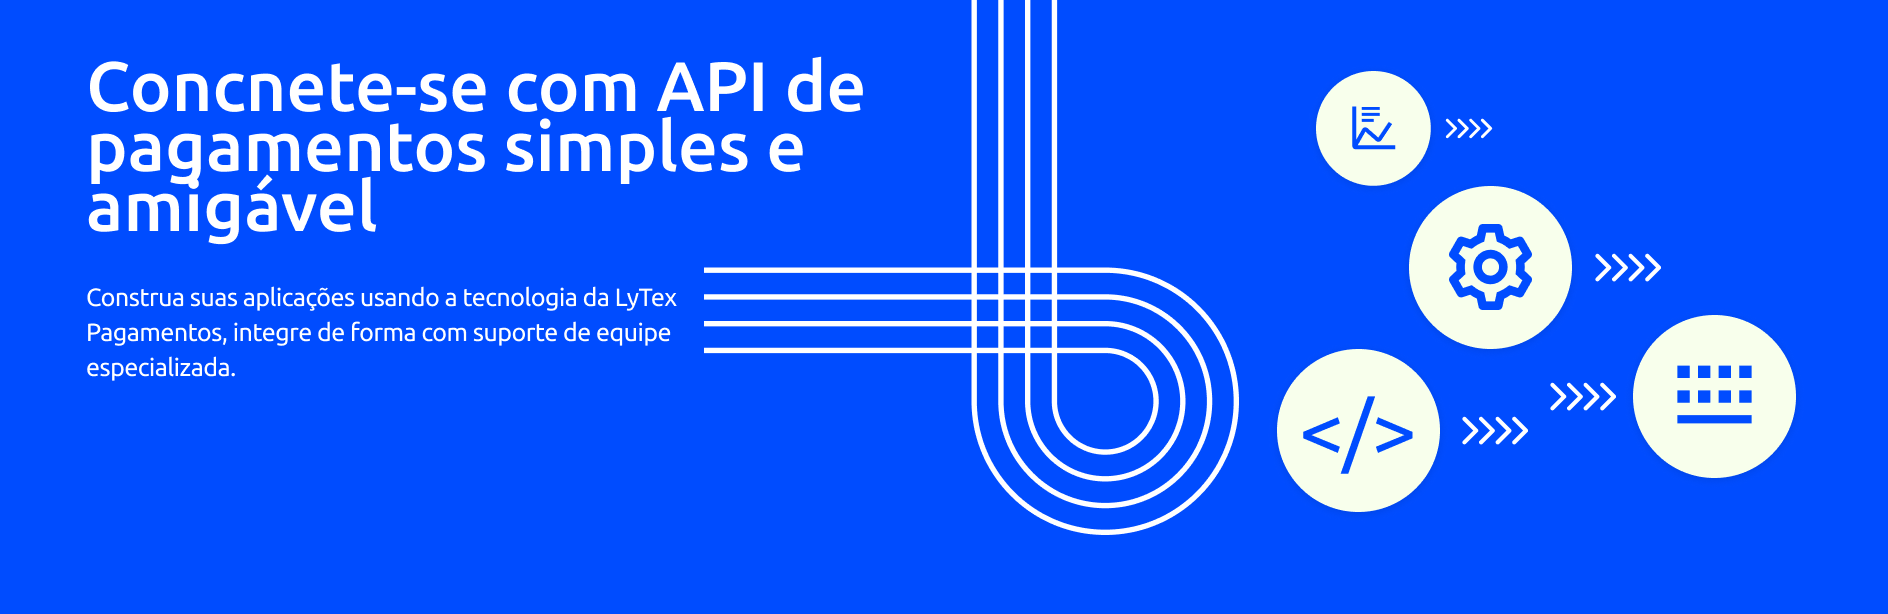 Concnete-se com API de
pagamentos simples e
amigável
Construa suas aplicações usando a tecnologia da LyTex
Pagamentos, integre de forma com suporte de equipe
especializada.
</>